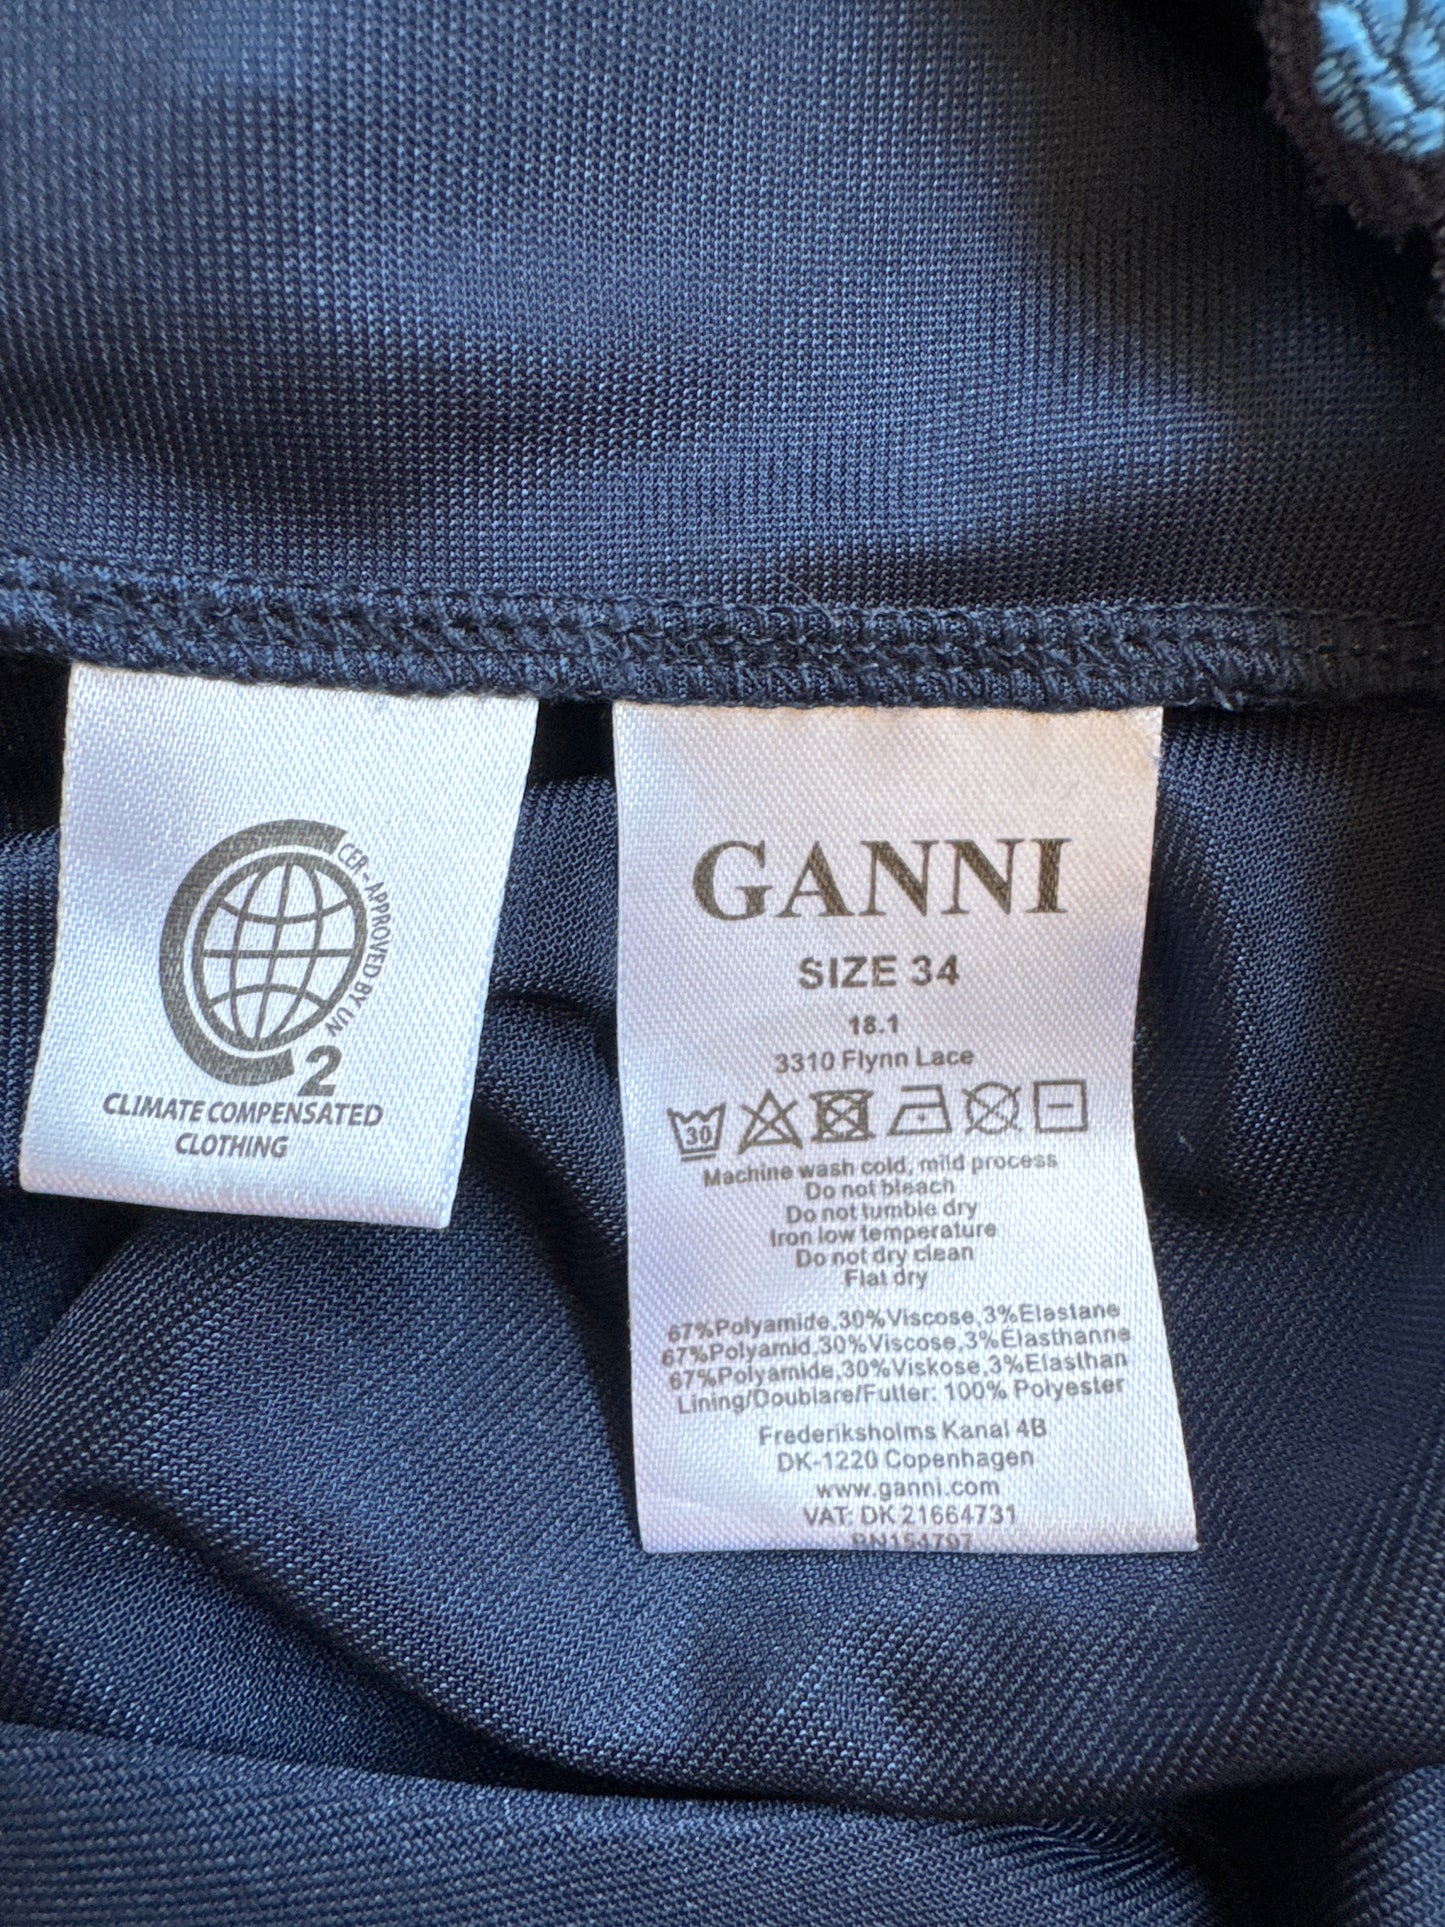 CER-APPROVED BY UN
2
CLIMATE COMPENSATED
CLOTHING
GANNI
SIZE 34
18.1
3310 Flynn Lace
30
Machine wash cold, mild process
Do not bleach
Do not tumble dry
Iron low temperature
Do not dry clean
Flat dry
67%Polyamide,30%Viscose,3%Elastane
67%Polyamid,30%Viscose,3%Elasthanne
67%Polyamide,30%Viskose,3%Elasthan
Lining/Doublare/Futter: 100% Polyester
Frederiksholms Kanal 4B
DK-1220 Copenhagen
www.ganni.com
VAT: DK 21664731
RN154707